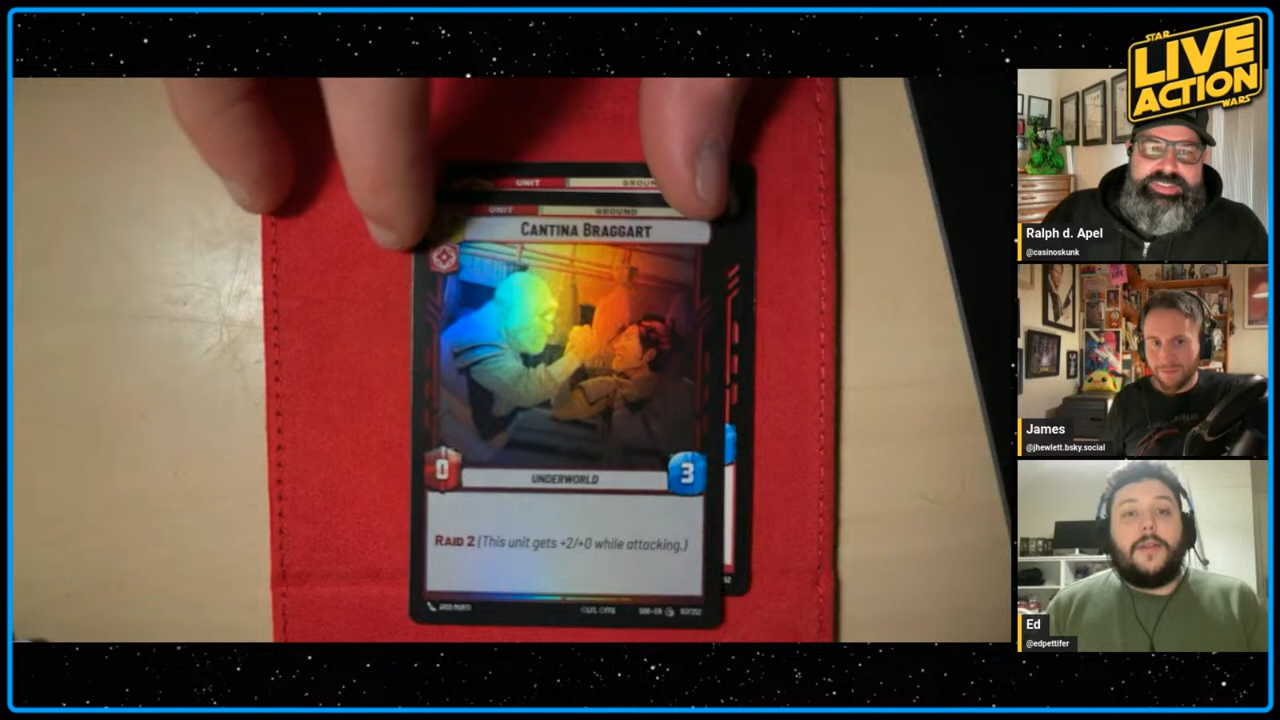 UNIT
GROUN
UNIT
GROUND
CANTINA BRAGGART
0
UNDERWORLD
3
RAID 2 (This unit gets +2/+0 while attacking.)
STAR
LIVE
ACTION
WARS
Ralph d. Apel
@casinoskunk
James
@jhewlett.bsky.social
Ed
@edpettifer